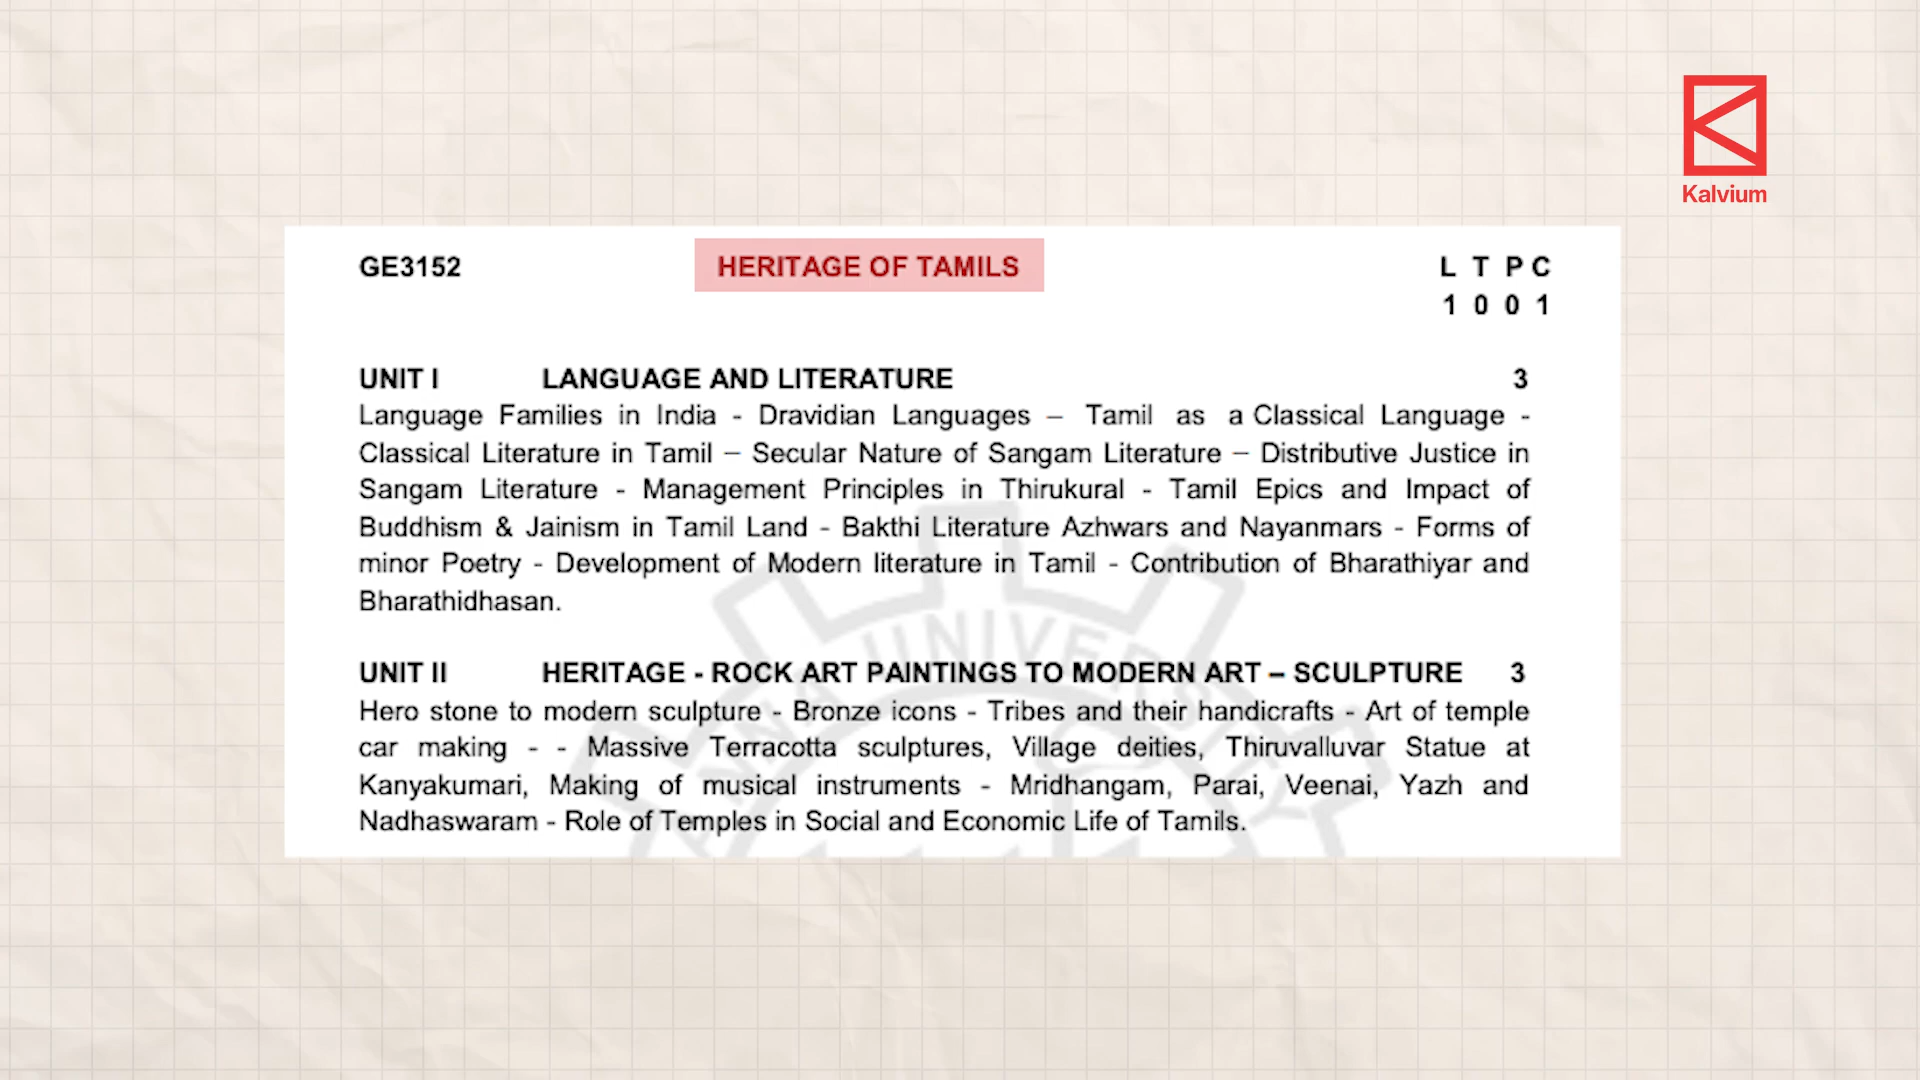 Kalvium
GE3152 HERITAGE OF TAMILS L T P C
1 0 0 1
UNIT I LANGUAGE AND LITERATURE 3
Language Families in India - Dravidian Languages – Tamil as a Classical Language -
Classical Literature in Tamil – Secular Nature of Sangam Literature – Distributive Justice in
Sangam Literature - Management Principles in Thirukural - Tamil Epics and Impact of
Buddhism & Jainism in Tamil Land - Bakthi Literature Azhwars and Nayanmars - Forms of
minor Poetry - Development of Modern literature in Tamil - Contribution of Bharathiyar and
Bharathidhasan.
UNIT II HERITAGE - ROCK ART PAINTINGS TO MODERN ART – SCULPTURE 3
Hero stone to modern sculpture - Bronze icons - Tribes and their handicrafts - Art of temple
car making - - Massive Terracotta sculptures, Village deities, Thiruvalluvar Statue at
Kanyakumari, Making of musical instruments - Mridhangam, Parai, Veenai, Yazh and
Nadhaswaram - Role of Temples in Social and Economic Life of Tamils.
UNIVERSITY